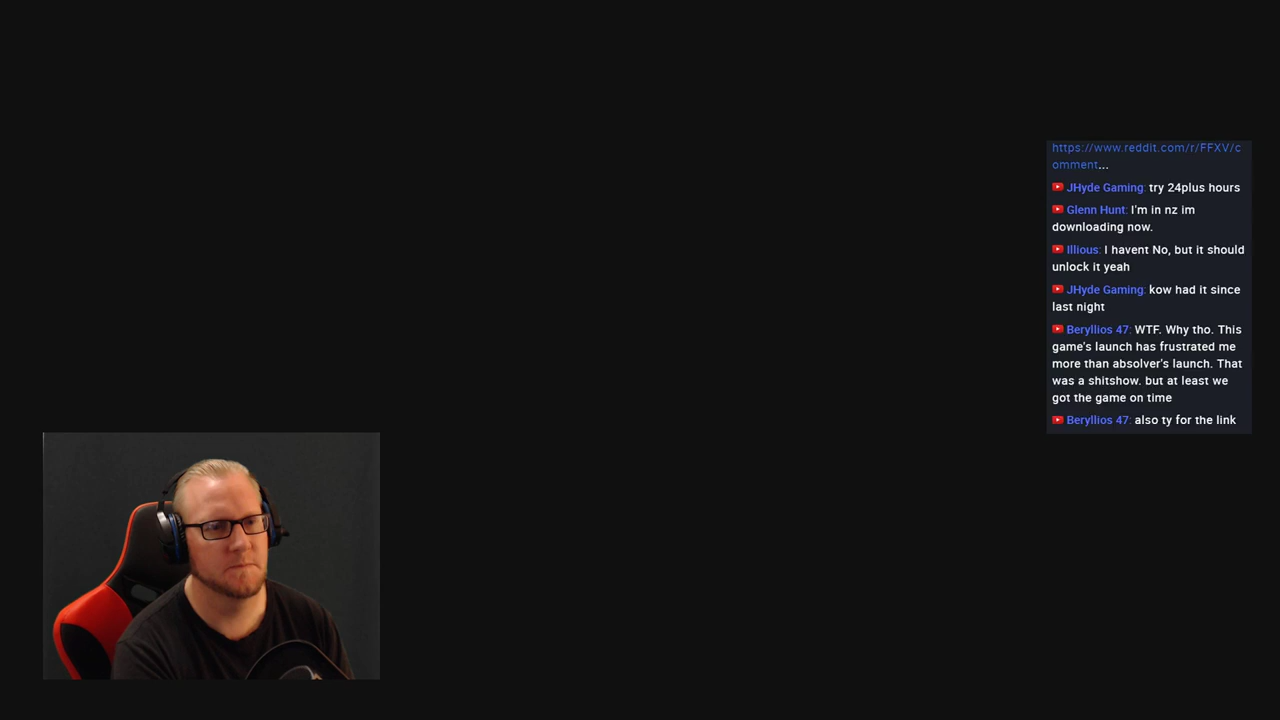 https://www.reddit.com/r/FFXV/c
omment...
JHyde Gaming: try 24plus hours
Glenn Hunt: I'm in nz im
downloading now.
Illious: I havent No, but it should
unlock it yeah
JHyde Gaming: kow had it since
last night
Beryllios 47: WTF. Why tho. This
game's launch has frustrated me
more than absolver's launch. That
was a shitshow. but at least we
got the game on time
Beryllios 47: also ty for the link